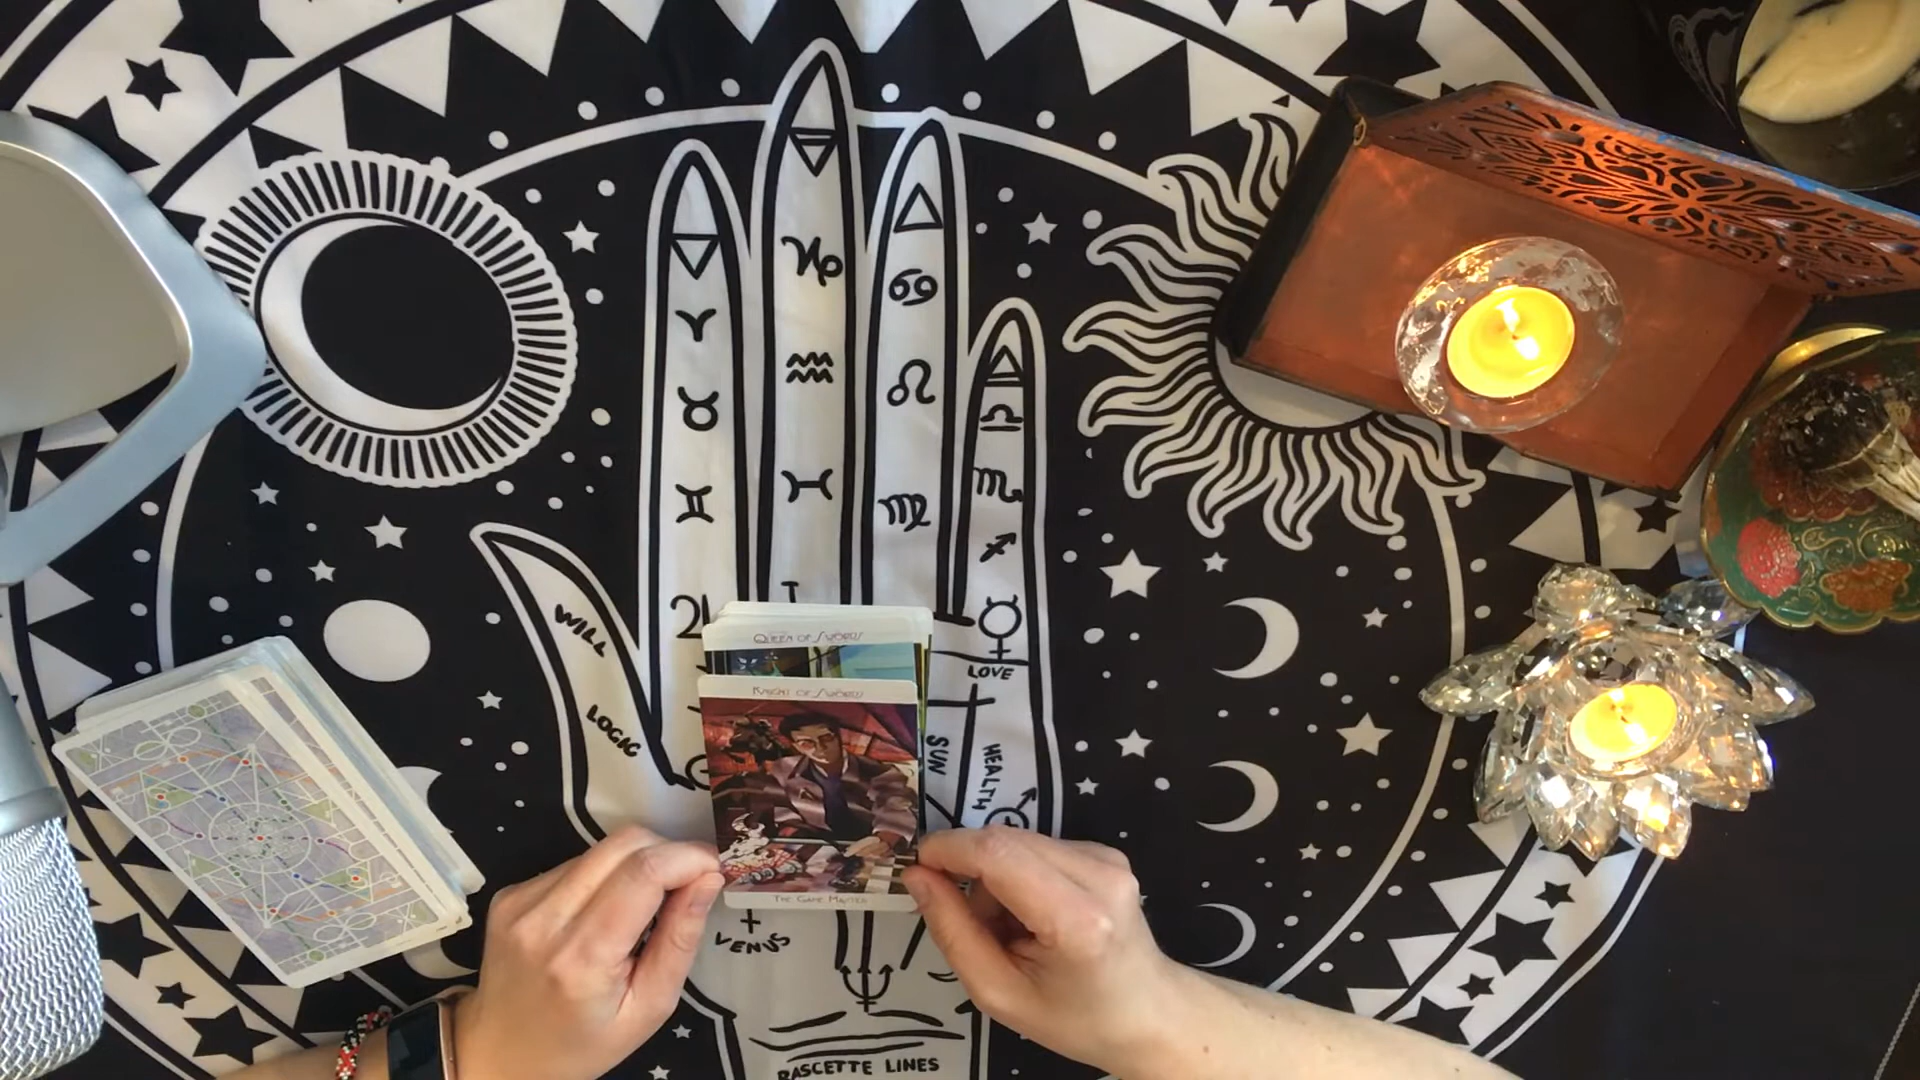 WILL
LOGIC
QUEEN OF SWORDS
KNIGHT OF SWORDS
THE GAME MASTER
LOVE
SUN
HEALTH
VENUS
RASCETTE LINES